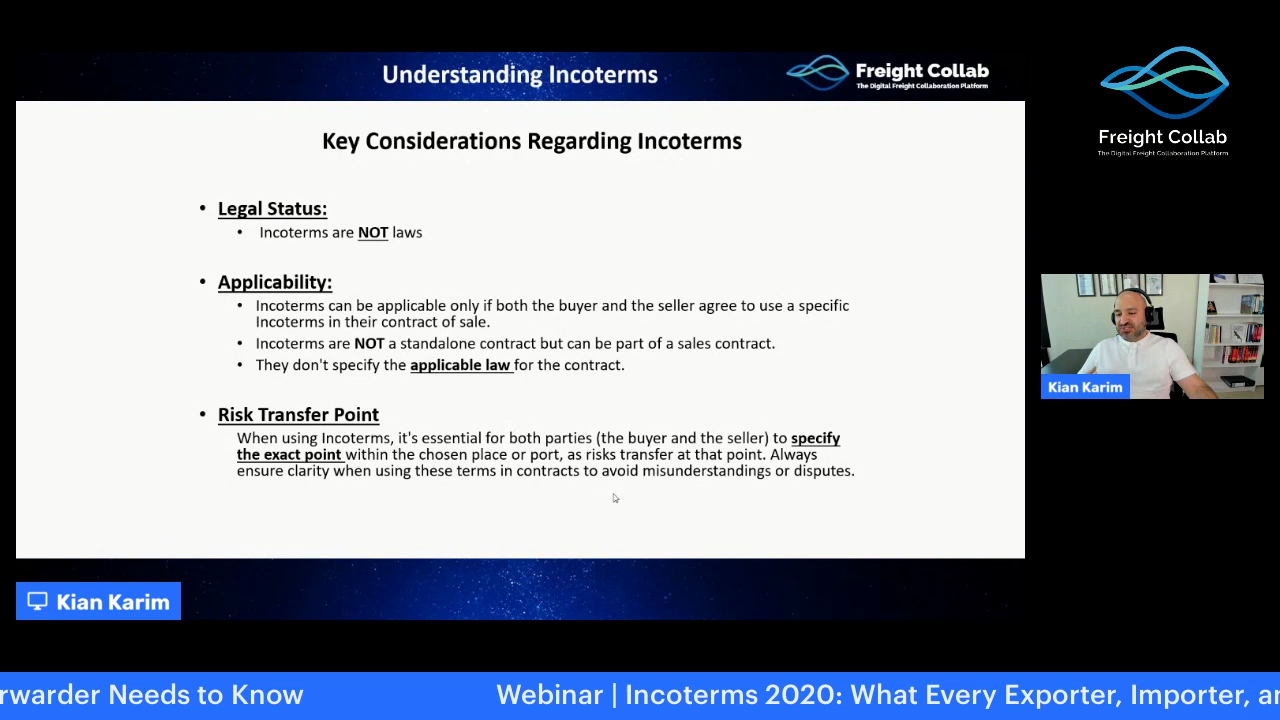 Understanding Incoterms
Freight Collab
The Digital Freight Collaboration Platform
Freight Collab
The Digital Freight Collaboration Platform
Key Considerations Regarding Incoterms
• Legal Status:
• Incoterms are NOT laws
• Applicability:
• Incoterms can be applicable only if both the buyer and the seller agree to use a specific
Incoterms in their contract of sale.
• Incoterms are NOT a standalone contract but can be part of a sales contract.
• They don't specify the applicable law for the contract.
• Risk Transfer Point
When using Incoterms, it's essential for both parties (the buyer and the seller) to specify
the exact point within the chosen place or port, as risks transfer at that point. Always
ensure clarity when using these terms in contracts to avoid misunderstandings or disputes.
Kian Karim
Kian Karim
rwarder Needs to Know
Webinar | Incoterms 2020: What Every Exporter, Importer, an